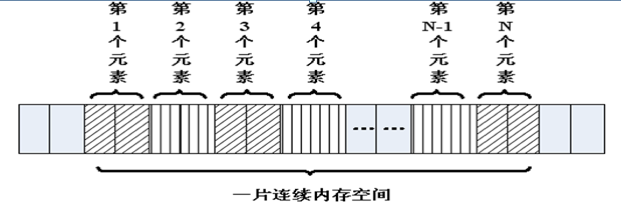 第1个元素
第2个元素
第3个元素
第4个元素
第N-1个元素
第N个元素
... ...
一片连续内存空间